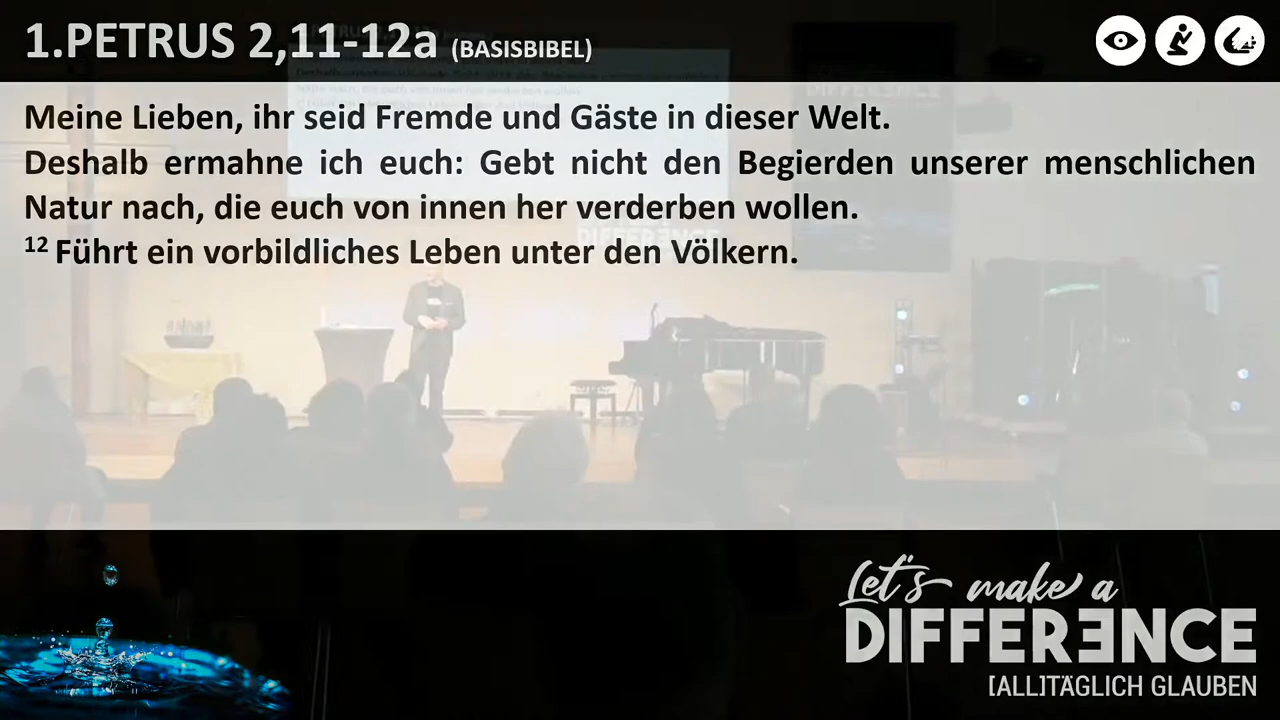 1.PETRUS 2,11-12a (BASISBIBEL)
Meine Lieben, ihr seid Fremde und Gäste in dieser Welt.
Deshalb ermahne ich euch: Gebt nicht den Begierden unserer menschlichen
Natur nach, die euch von innen her verderben wollen.
12 Führt ein vorbildliches Leben unter den Völkern.
Let's make a
DIFFERƎNCE
[ALL]TÄGLICH GLAUBEN